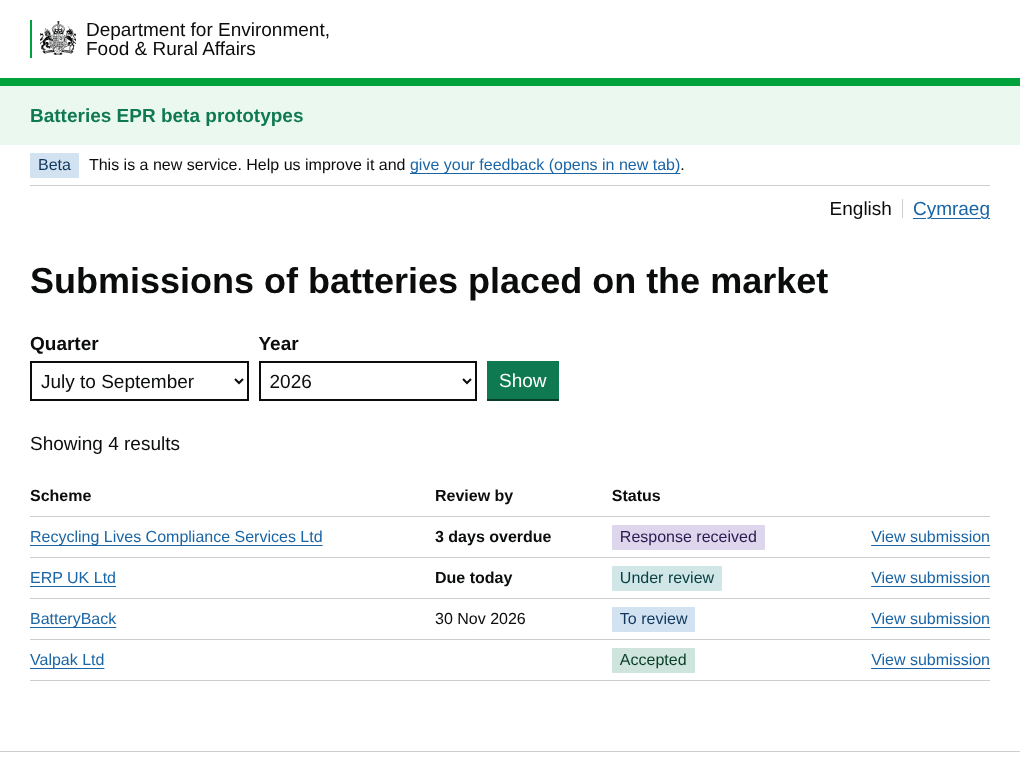 Department for Environment,
Food & Rural Affairs
Batteries EPR beta prototypes
Beta This is a new service. Help us improve it and give your feedback (opens in new tab).
English Cymraeg
Submissions of batteries placed on the market
Quarter Year
July to September 2026 Show
Showing 4 results
Scheme Review by Status
Recycling Lives Compliance Services Ltd 3 days overdue Response received View submission
ERP UK Ltd Due today Under review View submission
BatteryBack 30 Nov 2026 To review View submission
Valpak Ltd Accepted View submission